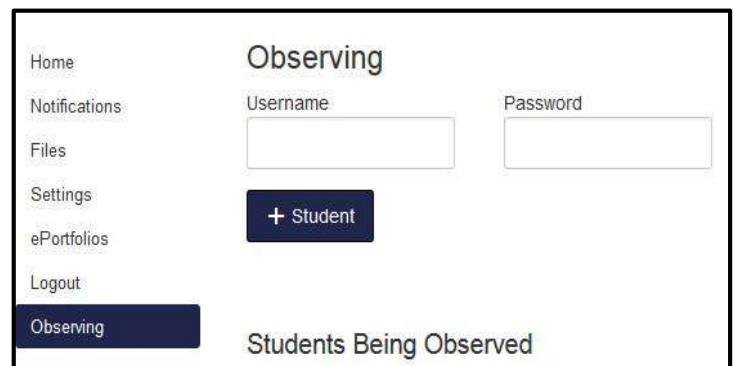 Home
Notifications
Files
Settings
ePortfolios
Logout
Observing
Observing
Username Password
+ Student
Students Being Observed